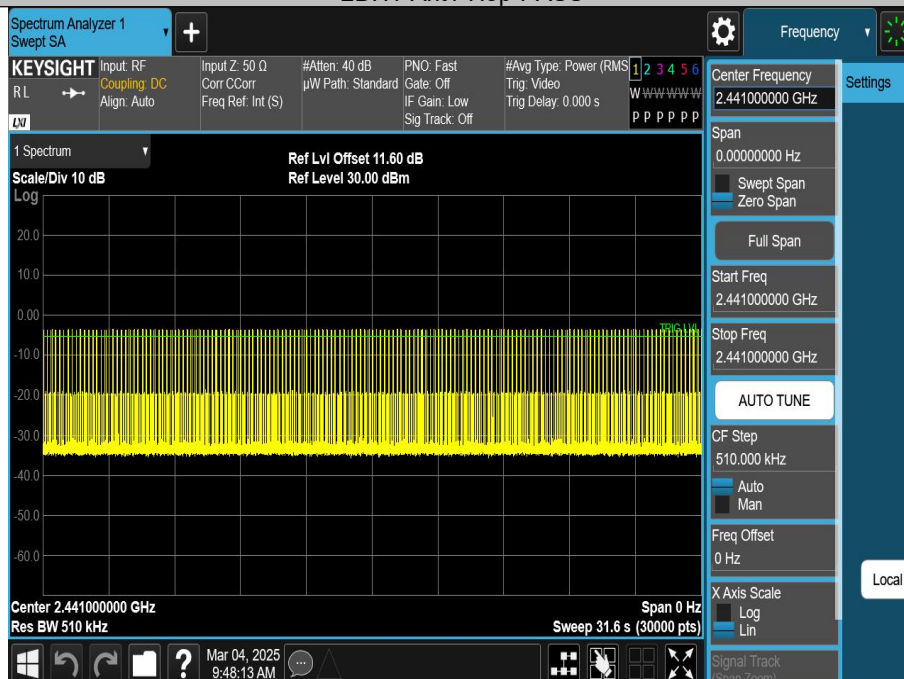 Spectrum Analyzer 1
Swept SA
+
Frequency
KEYSIGHT
R L
LXI
Input: RF
Coupling: DC
Align: Auto
Input Z: 50 Ω
Corr CCorr
Freq Ref: Int (S)
#Atten: 40 dB
µW Path: Standard
PNO: Fast
Gate: Off
IF Gain: Low
Sig Track: Off
#Avg Type: Power (RMS
Trig: Video
Trig Delay: 0.000 s
1 2 3 4 5 6
W W W W W W
P P P P P P
Center Frequency
2.441000000 GHz
Settings
Span
0.00000000 Hz
Swept Span
Zero Span
Full Span
Start Freq
2.441000000 GHz
Stop Freq
2.441000000 GHz
AUTO TUNE
CF Step
510.000 kHz
Auto
Man
Freq Offset
0 Hz
X Axis Scale
Log
Lin
Signal Track
(Span Zoom)
Local
1 Spectrum
Scale/Div 10 dB
Ref Lvl Offset 11.60 dB
Ref Level 30.00 dBm
Log
20.0
10.0
0.00
TRIG LVL
-10.0
-20.0
-30.0
-40.0
-50.0
-60.0
Center 2.441000000 GHz
Span 0 Hz
Res BW 510 kHz
Sweep 31.6 s (30000 pts)
?
Mar 04, 2025
9:48:13 AM